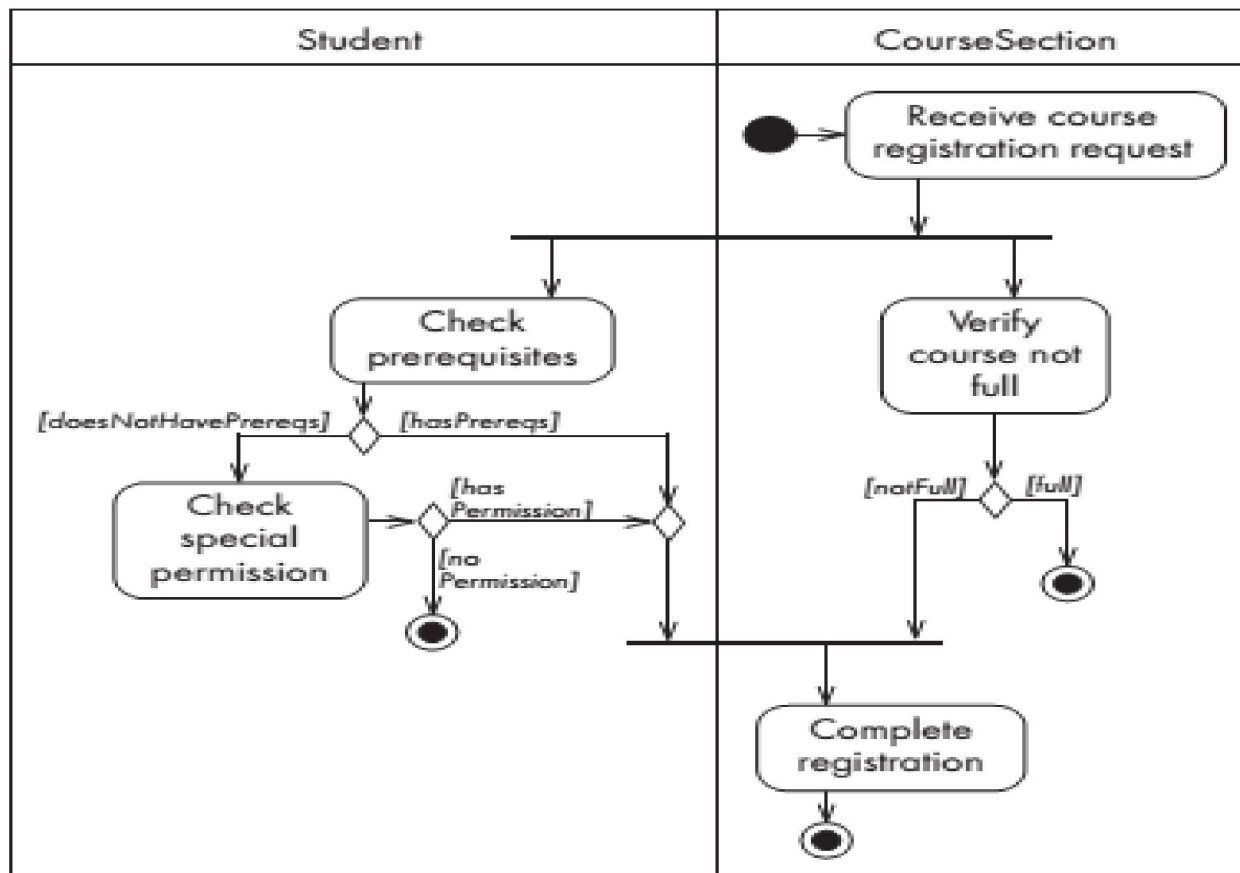 Student
CourseSection
Receive course
registration request
Check
prerequisites
Verify
course not
full
[doesNotHavePrereqs]
[hasPrereqs]
Check
special
permission
[has
Permission]
[no
Permission]
[notFull]
[full]
Complete
registration